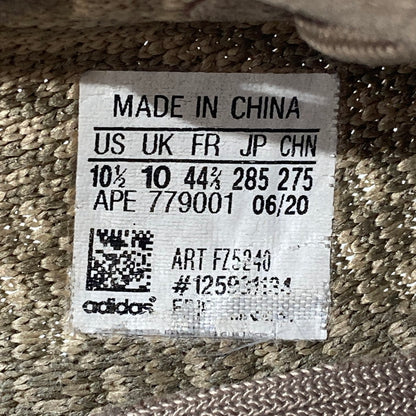 MADE IN CHINA
US UK FR JP CHN
10½ 10 44⅔ 285 275
APE 779001 06/20
ART FZ5240
adidas